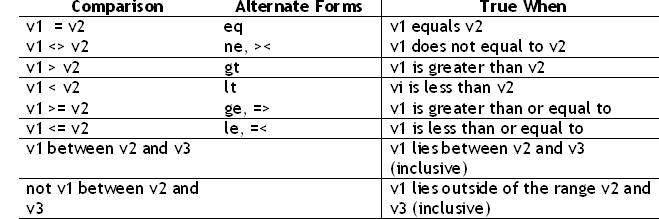 Comparison Alternate Forms True When
v1 = v2 eq v1 equals v2
v1 <> v2 ne, >< v1 does not equal to v2
v1 > v2 gt v1 is greater than v2
v1 < v2 lt vi is less than v2
v1 >= v2 ge, => v1 is greater than or equal to
v1 <= v2 le, =< v1 is less than or equal to
v1 between v2 and v3 v1 lies between v2 and v3
(inclusive)
not v1 between v2 and v1 lies outside of the range v2 and
v3 v3 (inclusive)